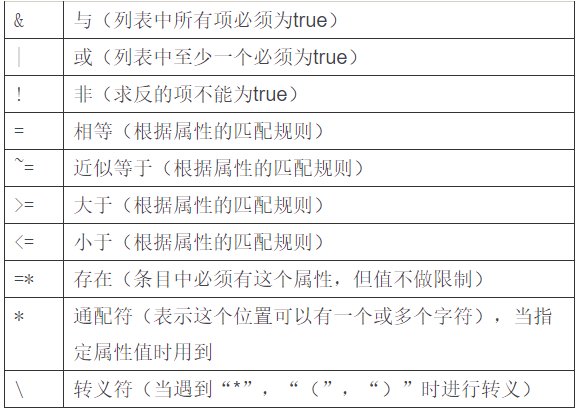 & 与（列表中所有项必须为true）
| 或（列表中至少一个必须为true）
! 非（求反的项不能为true）
= 相等（根据属性的匹配规则）
~= 近似等于（根据属性的匹配规则）
>= 大于（根据属性的匹配规则）
<= 小于（根据属性的匹配规则）
=* 存在（条目中必须有这个属性，但值不做限制）
* 通配符（表示这个位置可以有一个或多个字符），当指
定属性值时用到
\ 转义符（当遇到“*”，“（”，“）”时进行转义）